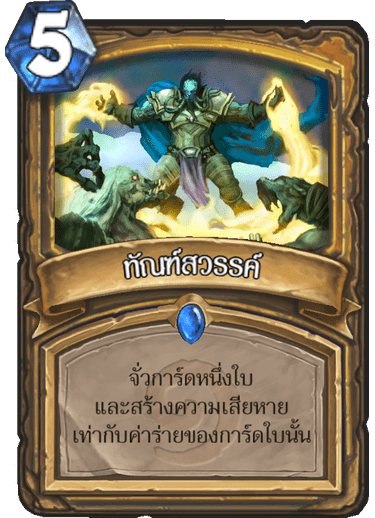 5
ทัณฑ์สวรรค์
จั่วการ์ดหนึ่งใบ
และสร้างความเสียหาย
เท่ากับค่าร่ายของการ์ดใบนั้น